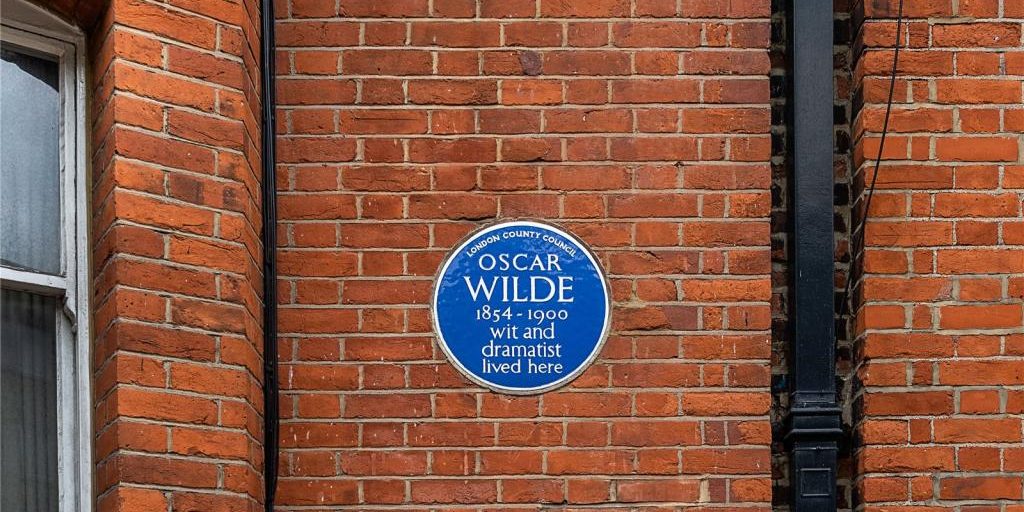 LONDON COUNTY COUNCIL
OSCAR
WILDE
1854-1900
wit and
dramatist
lived here